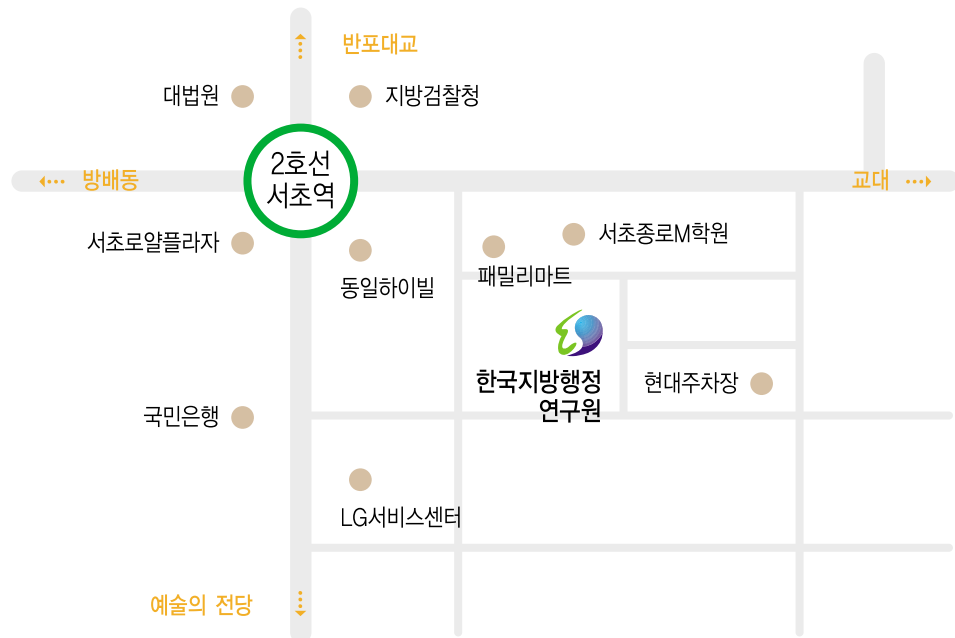 반포대교
대법원
지방검찰청
2호선
서초역
방배동
교대
서초로얄플라자
서초종로M학원
동일하이빌
패밀리마트
한국지방행정
연구원
현대주차장
국민은행
LG서비스센터
예술의 전당